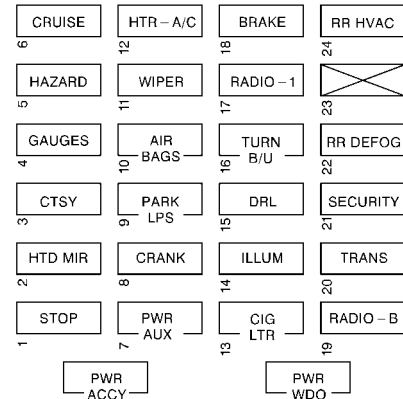 CRUISE HTR – A/C BRAKE RR HVAC
6 12 18 24
HAZARD WIPER RADIO – 1
5 11 17 23
GAUGES AIR BAGS TURN B/U RR DEFOG
4 10 16 22
CTSY PARK LPS DRL SECURITY
3 9 15 21
HTD MIR CRANK ILLUM TRANS
2 8 14 20
STOP PWR AUX CIG LTR RADIO – B
1 7 13 19
PWR ACCY PWR WDO